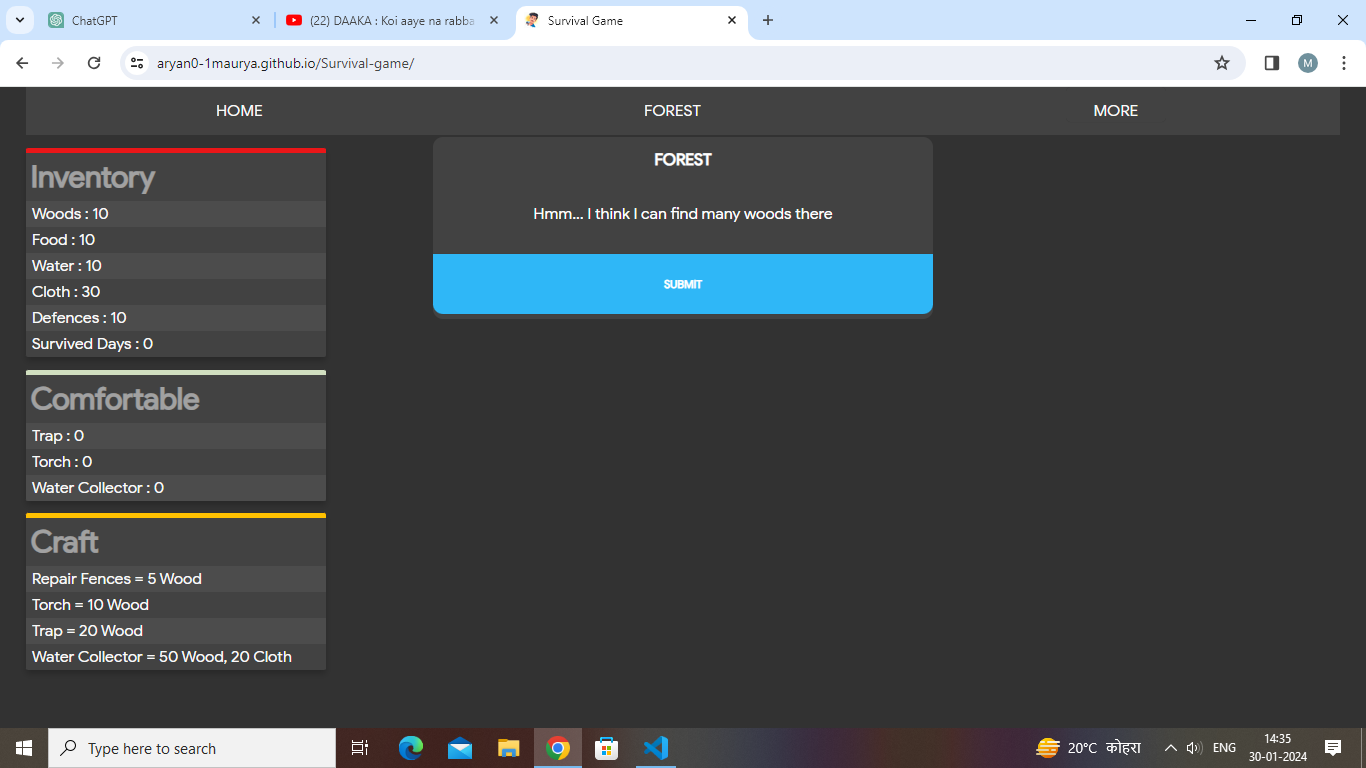 ChatGPT
(22) DAAKA : Koi aaye na rabba
Survival Game
aryan0-1maurya.github.io/Survival-game/
M
HOME
FOREST
MORE
Inventory
Woods : 10
Food : 10
Water : 10
Cloth : 30
Defences : 10
Survived Days : 0
Comfortable
Trap : 0
Torch : 0
Water Collector : 0
Craft
Repair Fences = 5 Wood
Torch = 10 Wood
Trap = 20 Wood
Water Collector = 50 Wood, 20 Cloth
FOREST
Hmm... I think I can find many woods there
SUBMIT
Type here to search
20°C कोहरा
ENG
14:35
30-01-2024